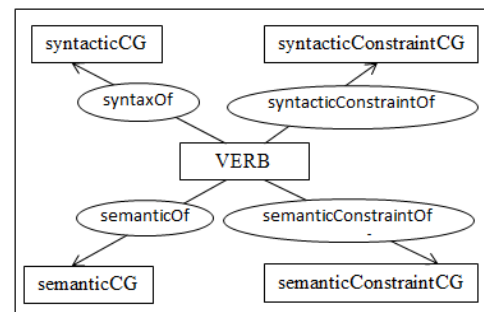 syntacticCG
syntacticConstraintCG
syntaxOf
syntacticConstraintOf
VERB
semanticOf
semanticConstraintOf
semanticCG
semanticConstraintCG